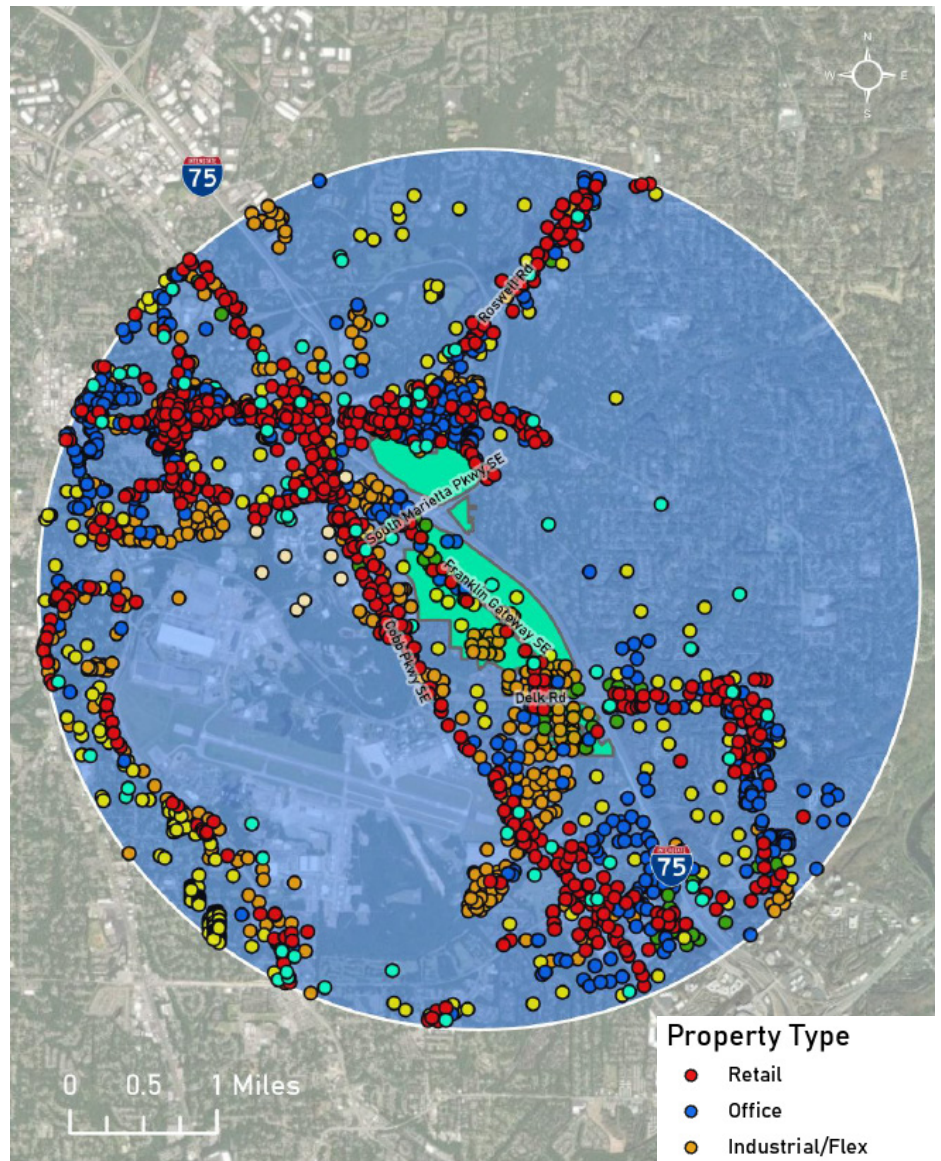 N
W E
S
INTERSTATE
75
Roswell Rd
South Marietta Pkwy SE
Franklin Gateway SE
Cobb Pkwy SE
Delk Rd
INTERSTATE
75
Property Type
Retail
Office
Industrial/Flex
0 0.5 1 Miles